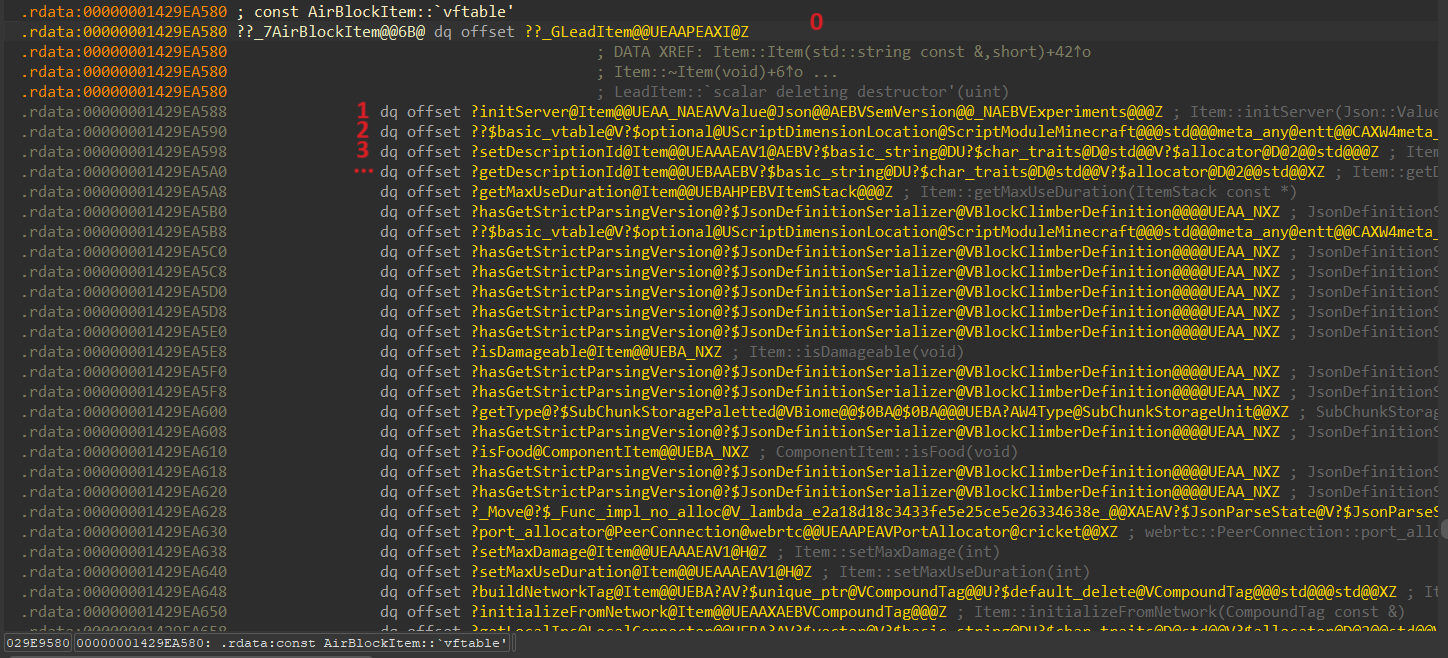 .rdata:00000001429EA580 ; const AirBlockItem::`vftable'
.rdata:00000001429EA580 ??_7AirBlockItem@@6B@ dq offset ??_GLeadItem@@UEAAPEAXI@Z 0
.rdata:00000001429EA580 ; DATA XREF: Item::Item(std::string const &,short)+42↑o
.rdata:00000001429EA580 ; Item::~Item(void)+6↑o ...
.rdata:00000001429EA580 ; LeadItem::`scalar deleting destructor'(uint)
.rdata:00000001429EA588 1 dq offset ?initServer@Item@@UEAA_NAEAVValue@Json@@AEBVSemVersion@@_NAEBVExperiments@@@Z ; Item::initServer(Json::Value
.rdata:00000001429EA590 2 dq offset ??$basic_vtable@V?$optional@UScriptDimensionLocation@ScriptModuleMinecraft@@@std@@@meta_any@entt@@CAXW4meta_
.rdata:00000001429EA598 3 dq offset ?setDescriptionId@Item@@UEAAAEAV1@AEBV?$basic_string@DU?$char_traits@D@std@@V?$allocator@D@2@@std@@@Z ; Item
.rdata:00000001429EA5A0 ... dq offset ?getDescriptionId@Item@@UEBAAEBV?$basic_string@DU?$char_traits@D@std@@V?$allocator@D@2@@std@@XZ ; Item::getD
.rdata:00000001429EA5A8 dq offset ?getMaxUseDuration@Item@@UEBAHPEBVItemStack@@@Z ; Item::getMaxUseDuration(ItemStack const *)
.rdata:00000001429EA5B0 dq offset ?hasGetStrictParsingVersion@?$JsonDefinitionSerializer@VBlockClimberDefinition@@@@UEAA_NXZ ; JsonDefinitionS
.rdata:00000001429EA5B8 dq offset ??$basic_vtable@V?$optional@UScriptDimensionLocation@ScriptModuleMinecraft@@@std@@@meta_any@entt@@CAXW4meta_
.rdata:00000001429EA5C0 dq offset ?hasGetStrictParsingVersion@?$JsonDefinitionSerializer@VBlockClimberDefinition@@@@UEAA_NXZ ; JsonDefinitionS
.rdata:00000001429EA5C8 dq offset ?hasGetStrictParsingVersion@?$JsonDefinitionSerializer@VBlockClimberDefinition@@@@UEAA_NXZ ; JsonDefinitionS
.rdata:00000001429EA5D0 dq offset ?hasGetStrictParsingVersion@?$JsonDefinitionSerializer@VBlockClimberDefinition@@@@UEAA_NXZ ; JsonDefinitionS
.rdata:00000001429EA5D8 dq offset ?hasGetStrictParsingVersion@?$JsonDefinitionSerializer@VBlockClimberDefinition@@@@UEAA_NXZ ; JsonDefinitionS
.rdata:00000001429EA5E0 dq offset ?hasGetStrictParsingVersion@?$JsonDefinitionSerializer@VBlockClimberDefinition@@@@UEAA_NXZ ; JsonDefinitionS
.rdata:00000001429EA5E8 dq offset ?isDamageable@Item@@UEBA_NXZ ; Item::isDamageable(void)
.rdata:00000001429EA5F0 dq offset ?hasGetStrictParsingVersion@?$JsonDefinitionSerializer@VBlockClimberDefinition@@@@UEAA_NXZ ; JsonDefinitionS
.rdata:00000001429EA5F8 dq offset ?hasGetStrictParsingVersion@?$JsonDefinitionSerializer@VBlockClimberDefinition@@@@UEAA_NXZ ; JsonDefinitionS
.rdata:00000001429EA600 dq offset ?getType@?$SubChunkStoragePaletted@VBiome@@$0BA@$0BA@@@UEBA?AW4Type@SubChunkStorageUnit@@XZ ; SubChunkStorag
.rdata:00000001429EA608 dq offset ?hasGetStrictParsingVersion@?$JsonDefinitionSerializer@VBlockClimberDefinition@@@@UEAA_NXZ ; JsonDefinitionS
.rdata:00000001429EA610 dq offset ?isFood@ComponentItem@@UEBA_NXZ ; ComponentItem::isFood(void)
.rdata:00000001429EA618 dq offset ?hasGetStrictParsingVersion@?$JsonDefinitionSerializer@VBlockClimberDefinition@@@@UEAA_NXZ ; JsonDefinitionS
.rdata:00000001429EA620 dq offset ?hasGetStrictParsingVersion@?$JsonDefinitionSerializer@VBlockClimberDefinition@@@@UEAA_NXZ ; JsonDefinitionS
.rdata:00000001429EA628 dq offset ?_Move@?$_Func_impl_no_alloc@V_lambda_e2a18d18c3433fe5e25ce5e26334638e_@@XAEAV?$JsonParseState@V?$JsonParseS
.rdata:00000001429EA630 dq offset ?port_allocator@PeerConnection@webrtc@@UEAAPEAVPortAllocator@cricket@@XZ ; webrtc::PeerConnection::port_allo
.rdata:00000001429EA638 dq offset ?setMaxDamage@Item@@UEAAAEAV1@H@Z ; Item::setMaxDamage(int)
.rdata:00000001429EA640 dq offset ?setMaxUseDuration@Item@@UEAAAEAV1@H@Z ; Item::setMaxUseDuration(int)
.rdata:00000001429EA648 dq offset ?buildNetworkTag@Item@@UEBA?AV?$unique_ptr@VCompoundTag@@U?$default_delete@VCompoundTag@@@std@@@std@@XZ ; It
.rdata:00000001429EA650 dq offset ?initializeFromNetwork@Item@@UEAAXAEBVCompoundTag@@@Z ; Item::initializeFromNetwork(CompoundTag const &)
029E9580 00000001429EA580: .rdata:const AirBlockItem::`vftable'